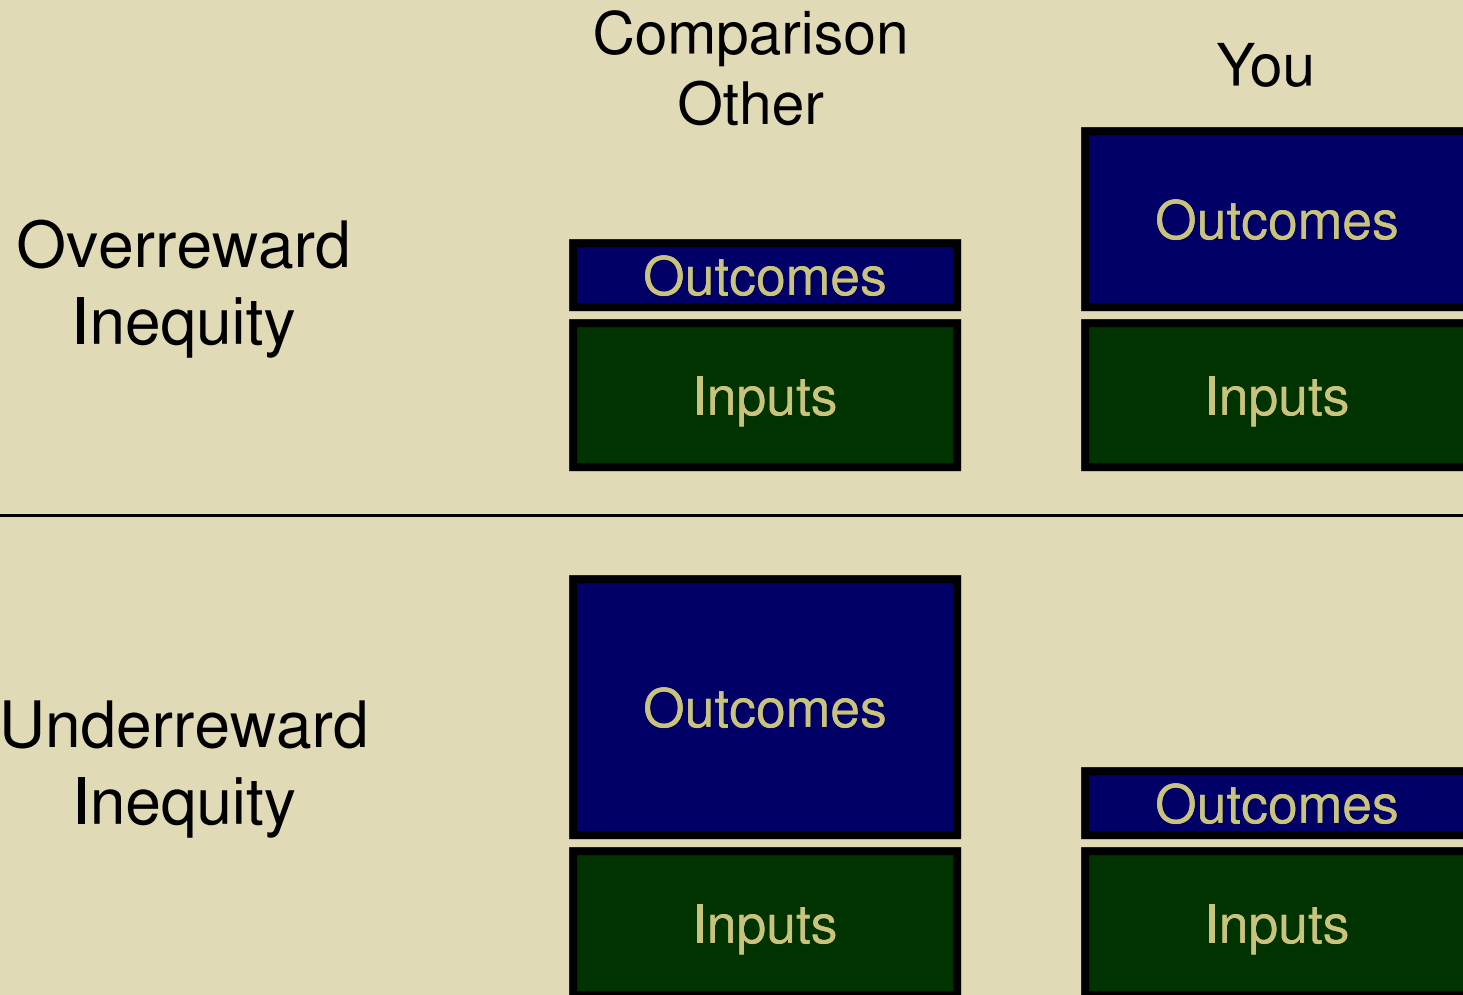 Comparison
Other
You
Overreward
Inequity
Outcomes
Outcomes
Inputs
Inputs
Underreward
Inequity
Outcomes
Outcomes
Inputs
Inputs